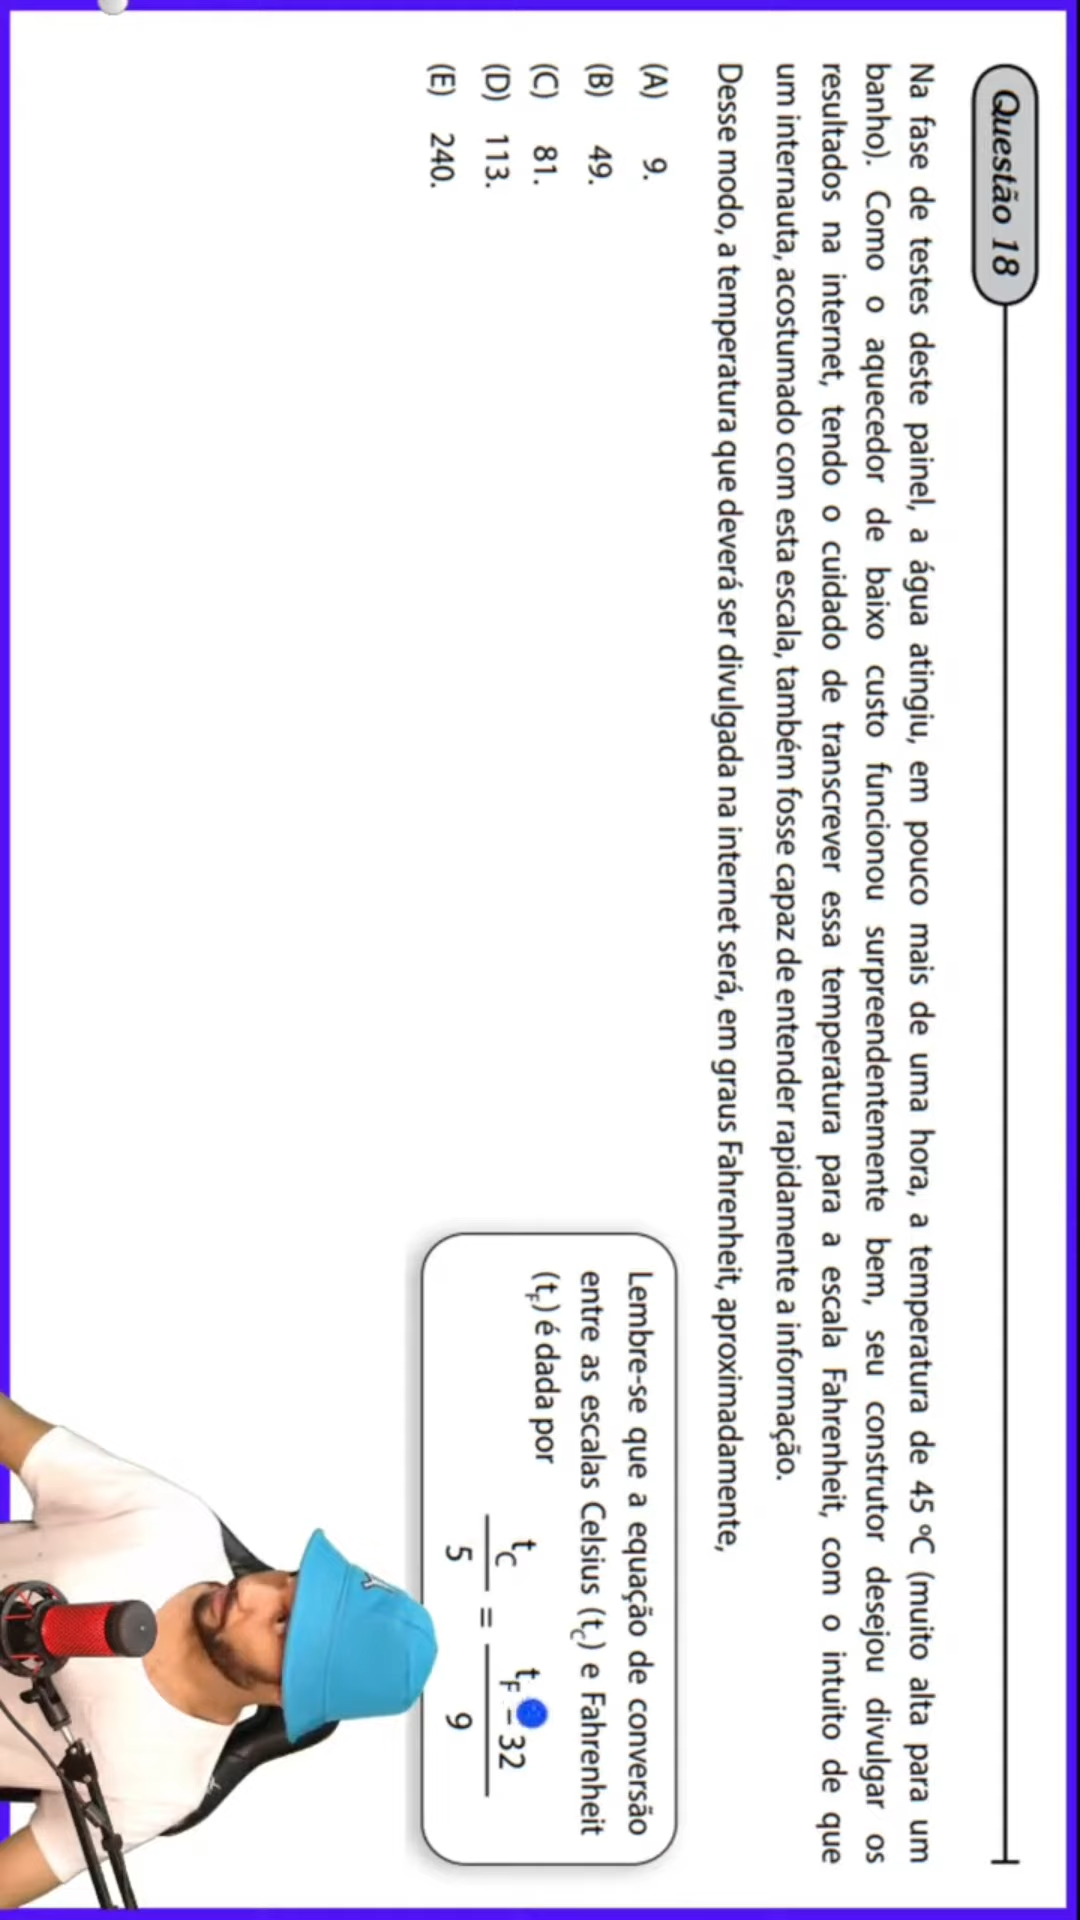 Questão 18
Na fase de testes deste painel, a água atingiu, em pouco mais de uma hora, a temperatura de 45 ºC (muito alta para um
banho). Como o aquecedor de baixo custo funcionou surpreendentemente bem, seu construtor desejou divulgar os
resultados na internet, tendo o cuidado de transcrever essa temperatura para a escala Fahrenheit, com o intuito de que
um internauta, acostumado com esta escala, também fosse capaz de entender rapidamente a informação.
Desse modo, a temperatura que deverá ser divulgada na internet será, em graus Fahrenheit, aproximadamente,
(A) 9.
(B) 49.
(C) 81.
(D) 113.
(E) 240.
Lembre-se que a equação de conversão
entre as escalas Celsius (t_C) e Fahrenheit
(t_F) é dada por
t_C / 5 = t_F – 32 / 9